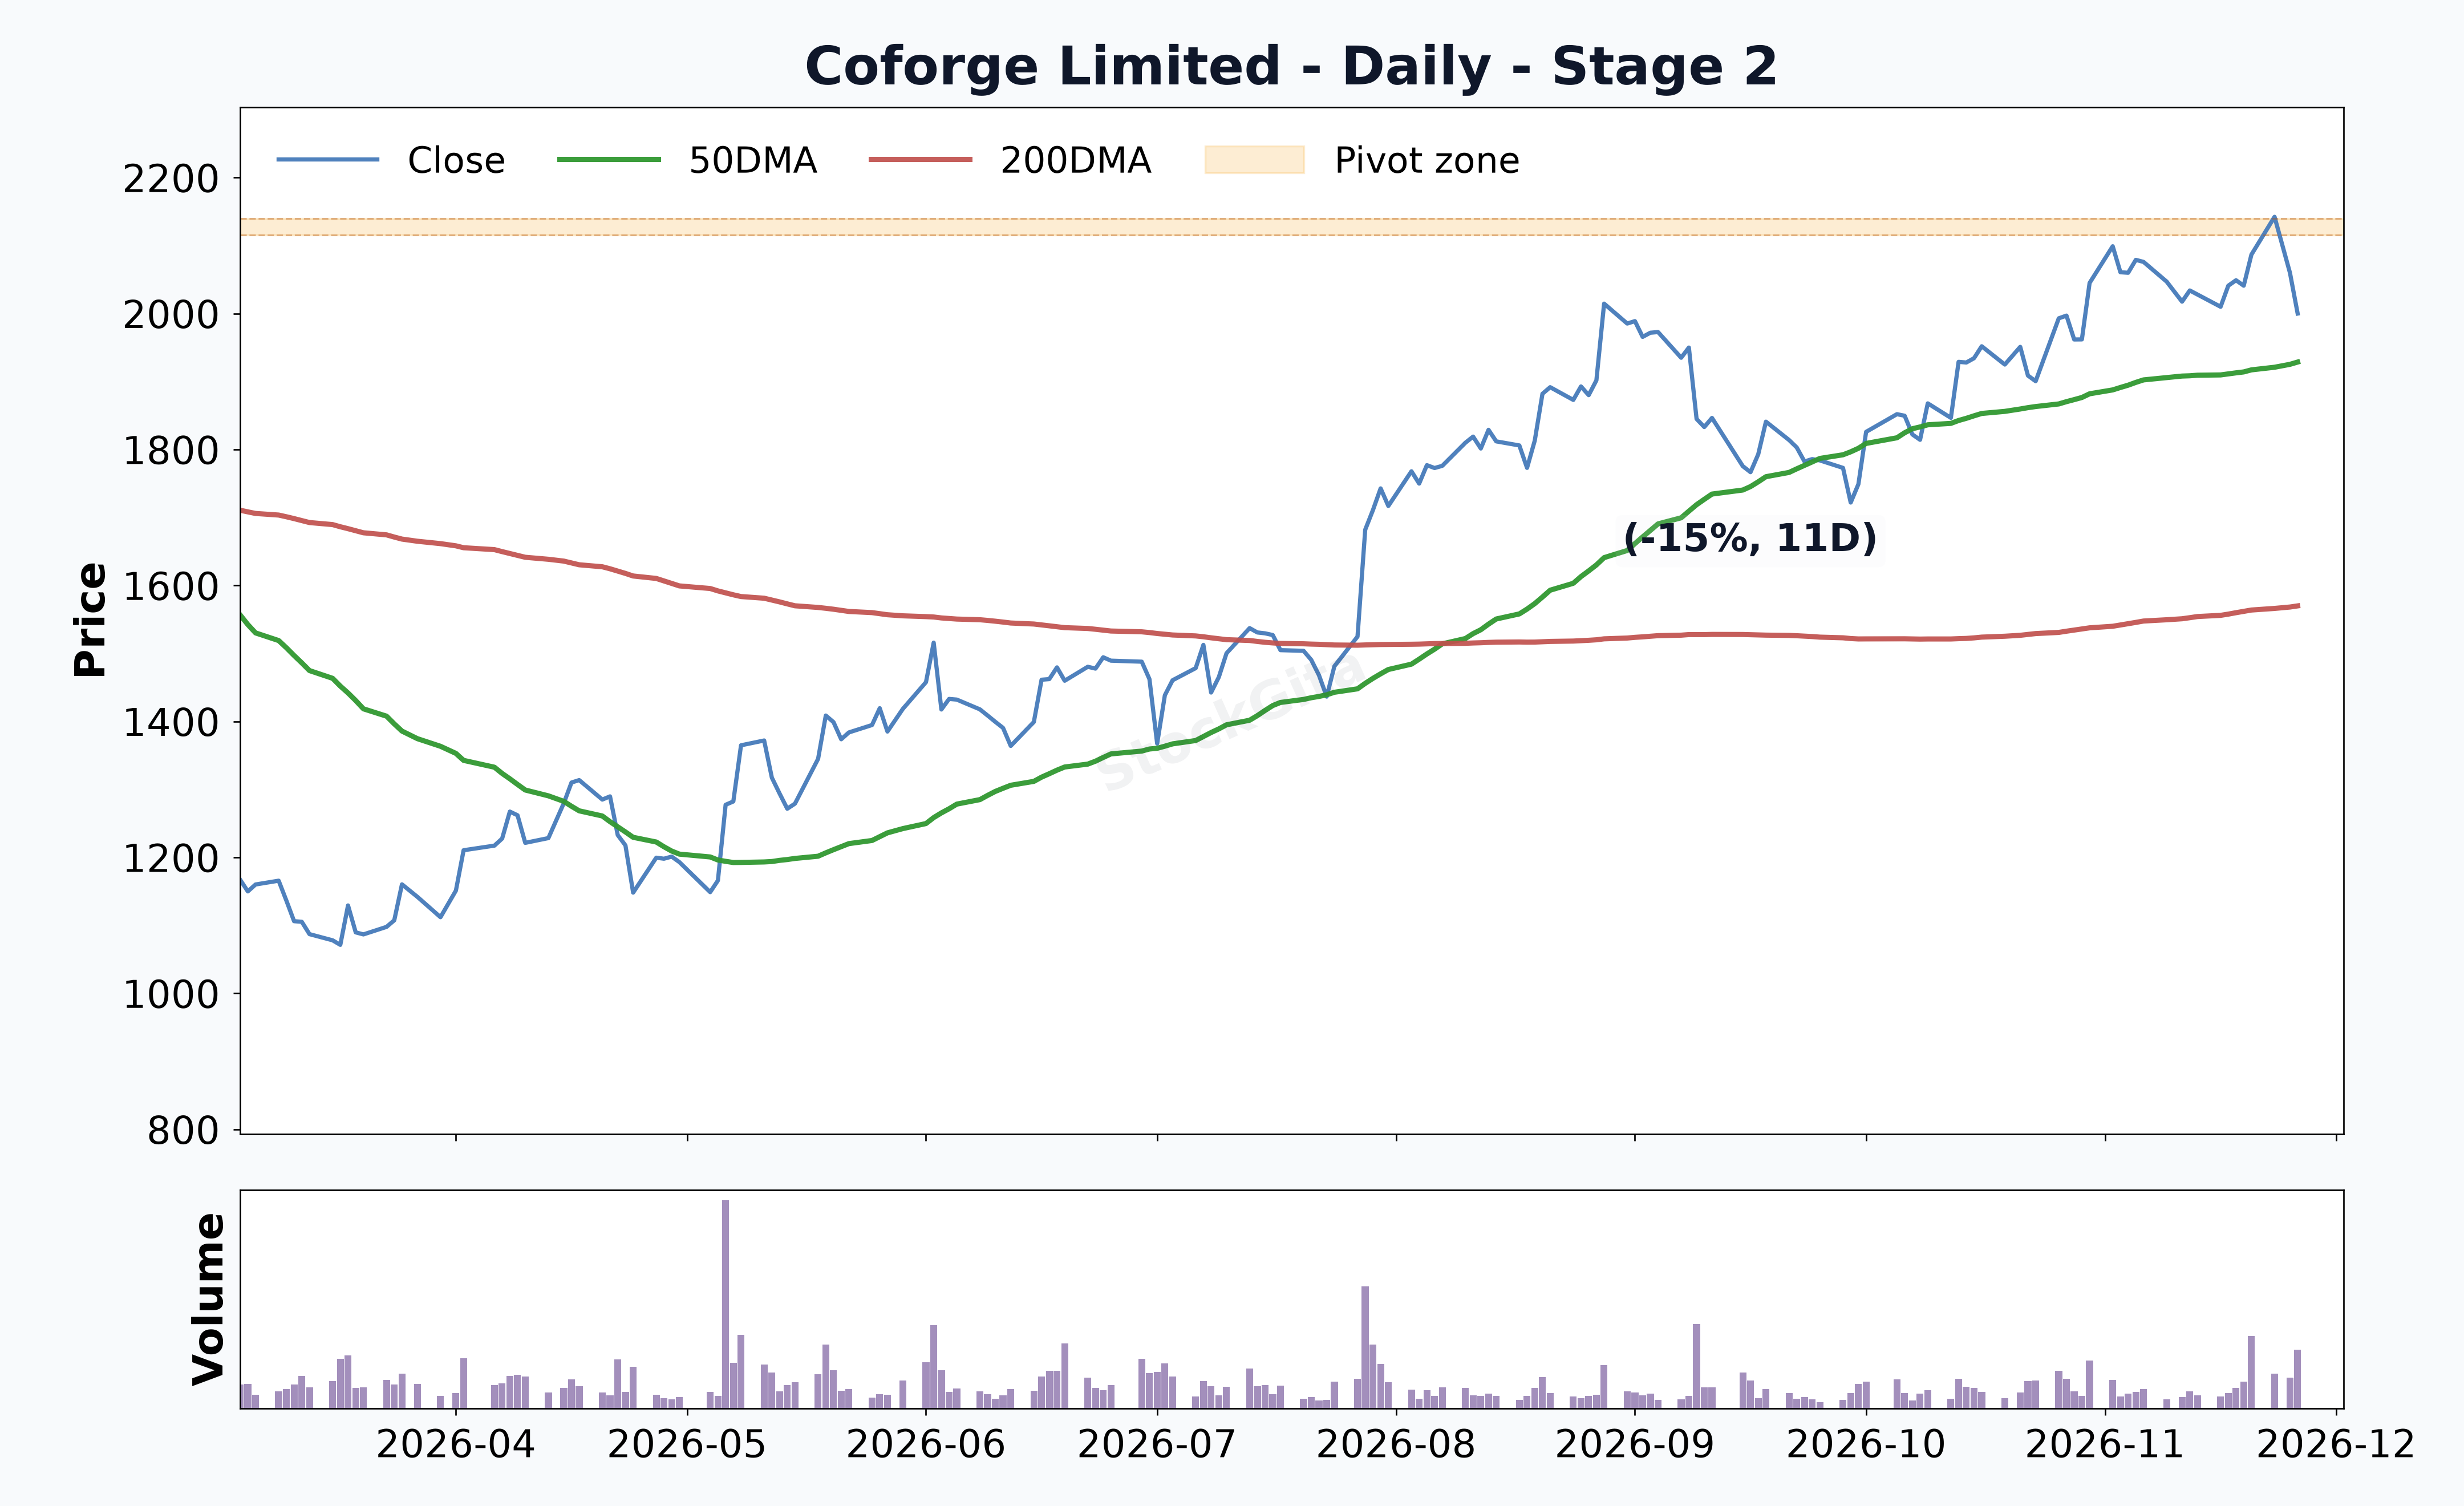 Coforge Limited - Daily - Stage 2
Close 50DMA 200DMA Pivot zone
2200
2000
1800
1600
1400
1200
1000
800
Price
(-15%, 11D)
StockGita
Volume
2026-04 2026-05 2026-06 2026-07 2026-08 2026-09 2026-10 2026-11 2026-12